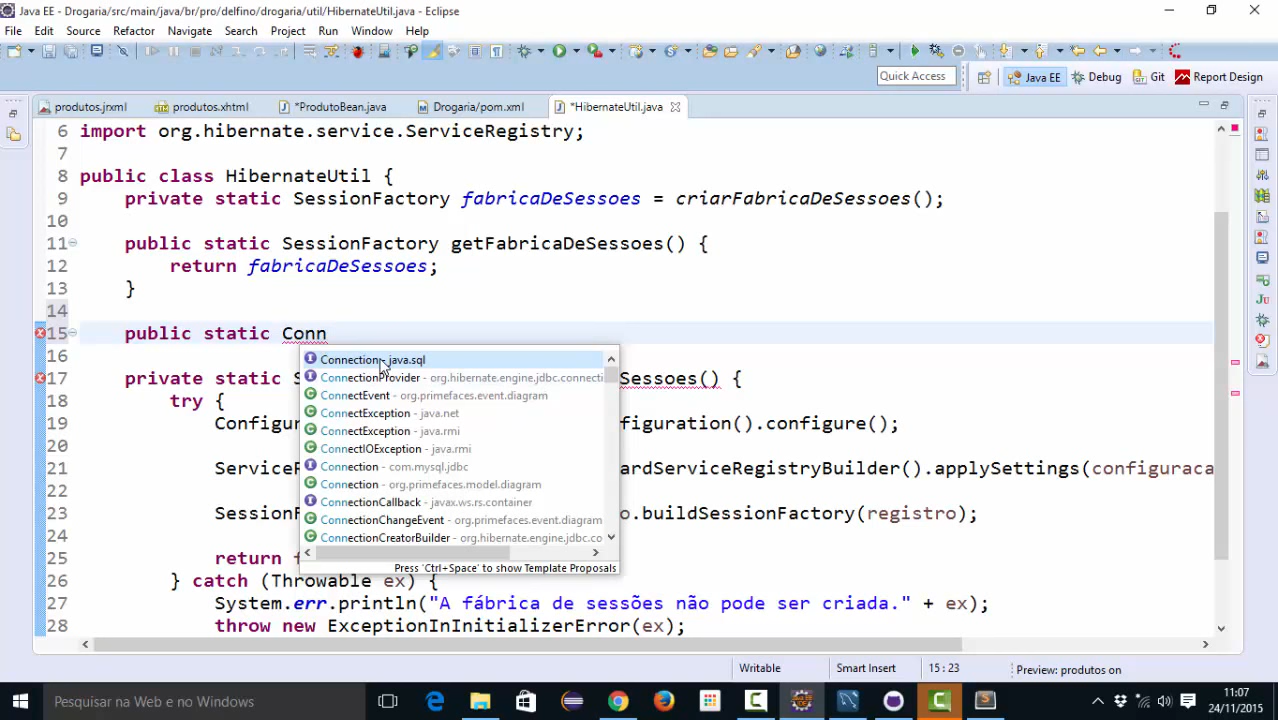 Java EE - Drogaria/src/main/java/br/pro/delfino/drogaria/util/HibernateUtil.java - Eclipse
File Edit Source Refactor Navigate Search Project Run Window Help
Quick Access Java EE Debug Git Report Design
produtos.jrxml produtos.xhtml *ProdutoBean.java Drogaria/pom.xml *HibernateUtil.java
6 import org.hibernate.service.ServiceRegistry;
7
8 public class HibernateUtil {
9 private static SessionFactory fabricaDeSessoes = criarFabricaDeSessoes();
10
11 public static SessionFactory getFabricaDeSessoes() {
12 return fabricaDeSessoes;
13 }
14
15 public static Conn
16
Connection - java.sql
ConnectionProvider - org.hibernate.engine.jdbc.connecti
ConnectEvent - org.primefaces.event.diagram
ConnectException - java.net
ConnectException - java.rmi
ConnectIOException - java.rmi
Connection - com.mysql.jdbc
Connection - org.primefaces.model.diagram
ConnectionCallback - javax.ws.rs.container
ConnectionChangeEvent - org.primefaces.event.diagram
ConnectionCreatorBuilder - org.hibernate.engine.jdbc.co
Press 'Ctrl+Space' to show Template Proposals
17 private static S Sessoes() {
18 try {
19 Configur figuration().configure();
20
21 ServiceR ardServiceRegistryBuilder().applySettings(configuraca
22
23 SessionF o.buildSessionFactory(registro);
24
25 return f
26 } catch (Throwable ex) {
27 System.err.println("A fábrica de sessões não pode ser criada." + ex);
28 throw new ExceptionInInitializerError(ex);
Writable Smart Insert 15 : 23 Preview: produtos on
Pesquisar na Web e no Windows
11:07
24/11/2015